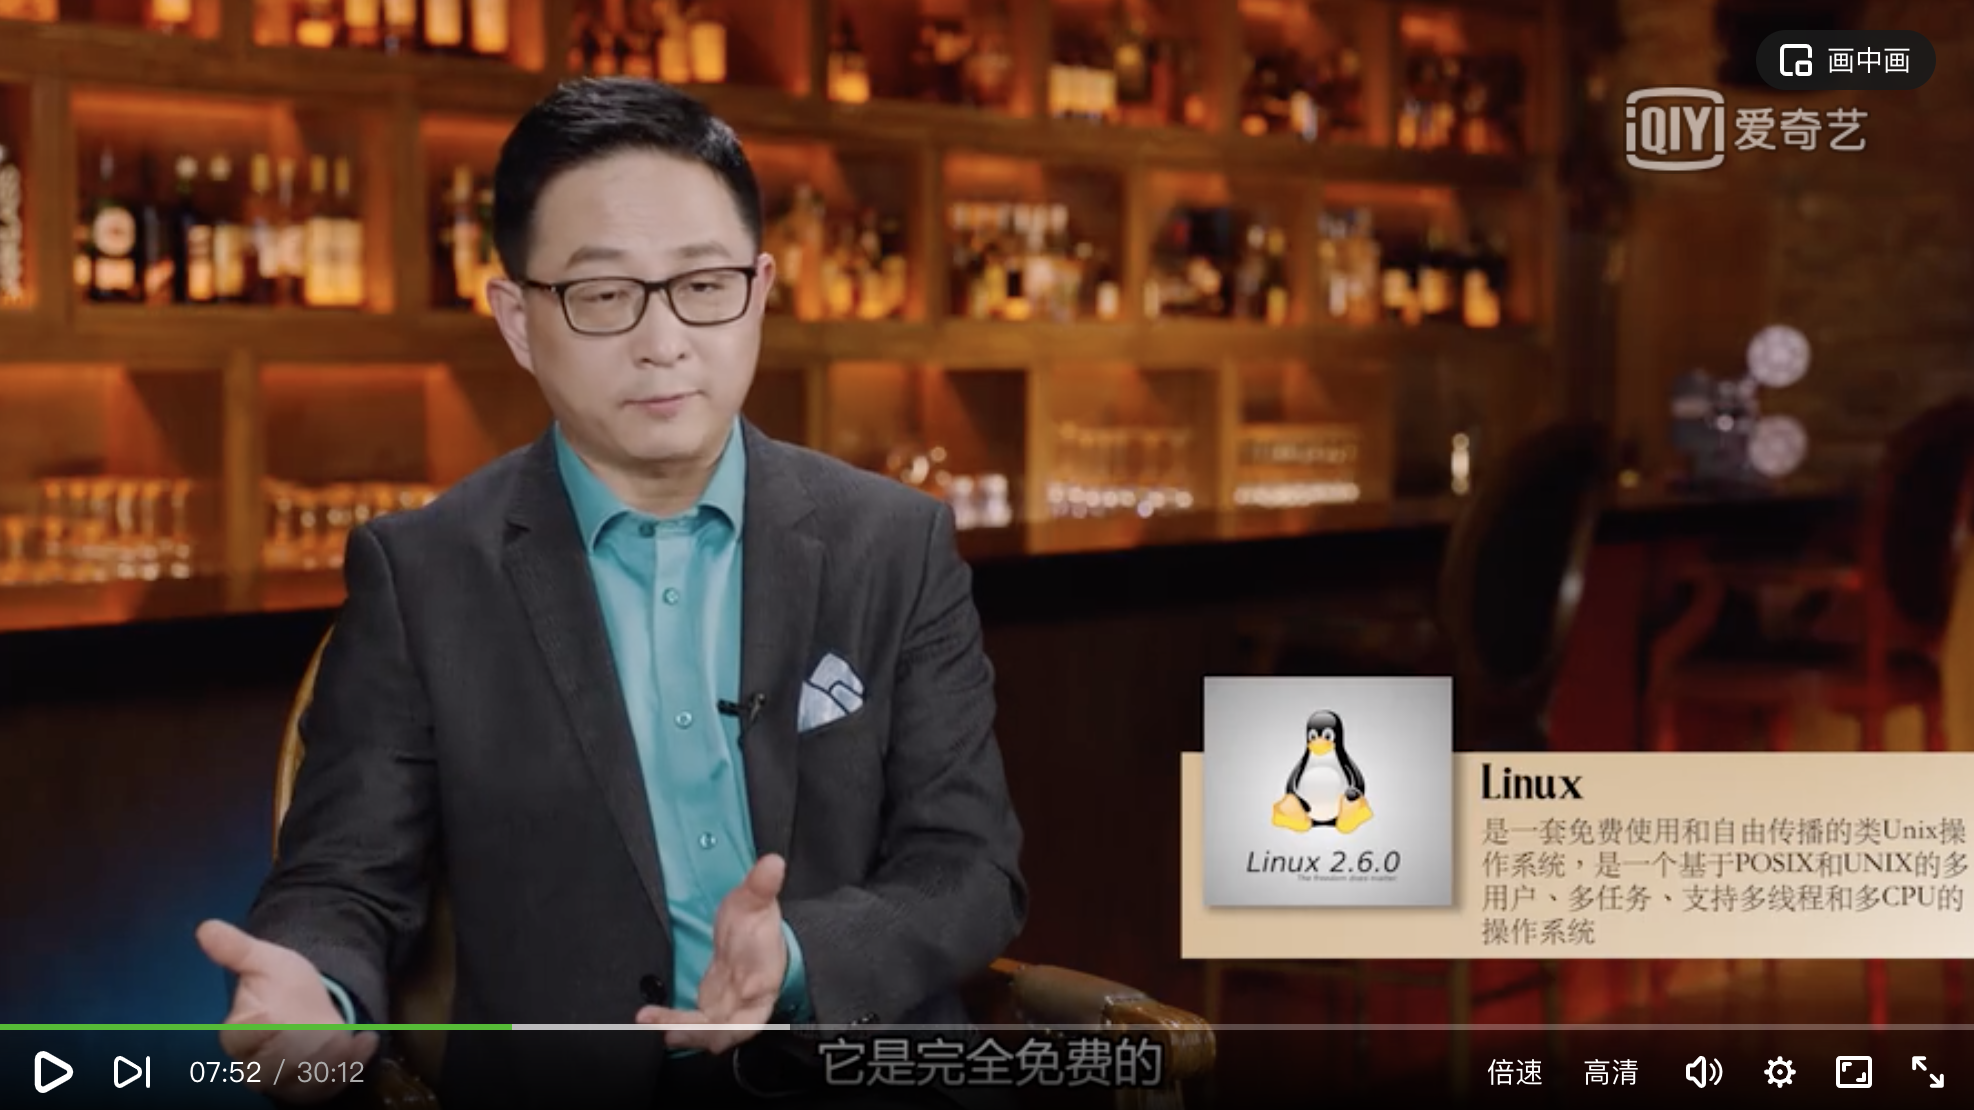 画中画
iQIY 爱奇艺
Linux
是一套免费使用和自由传播的类Unix操
作系统，是一个基于POSIX和UNIX的多
用户、多任务、支持多线程和多CPU的
操作系统
Linux 2.6.0
它是完全免费的
07:52 / 30:12
倍速
高清